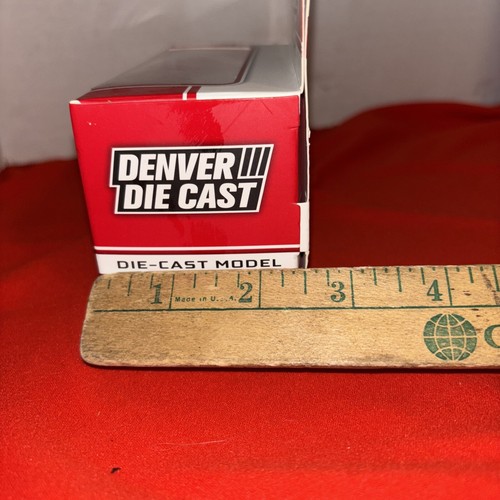 DENVER
DIE CAST
DIE-CAST MODEL
1 Made in U.S.A. 2 3 4
C